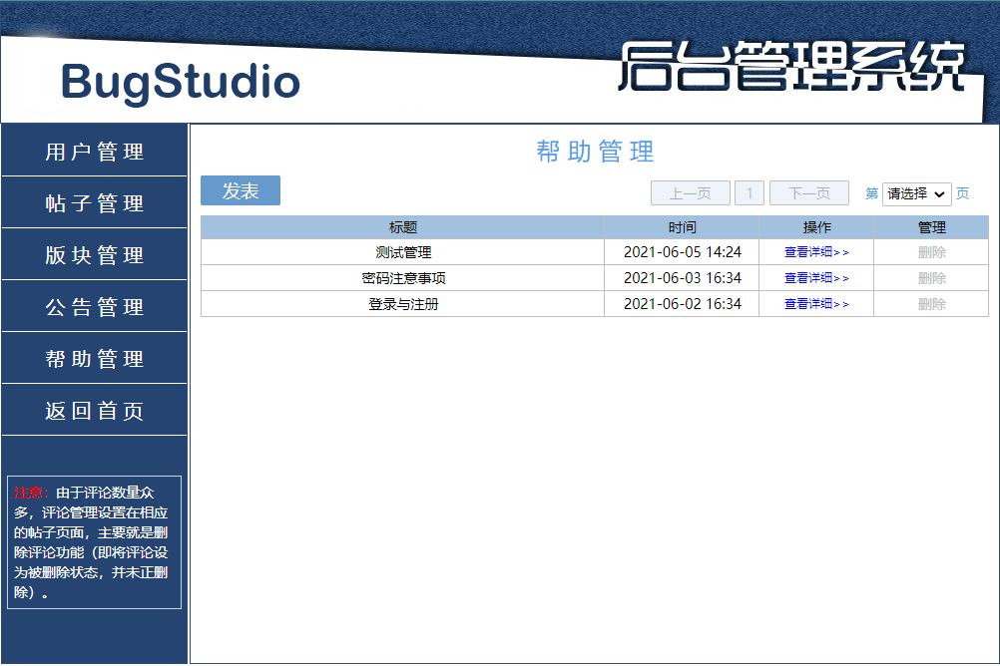 BugStudio
后台管理系统
用户管理
帖子管理
版块管理
公告管理
帮助管理
返回首页
注意：由于评论数量众
多，评论管理设置在相应
的帖子页面，主要就是删
除评论功能（即将评论设
为被删除状态，并未正删
除）。
帮助管理
发表 上一页 1 下一页 第 请选择 页
标题 时间 操作 管理
测试管理 2021-06-05 14:24 查看详细>> 删除
密码注意事项 2021-06-03 16:34 查看详细>> 删除
登录与注册 2021-06-02 16:34 查看详细>> 删除